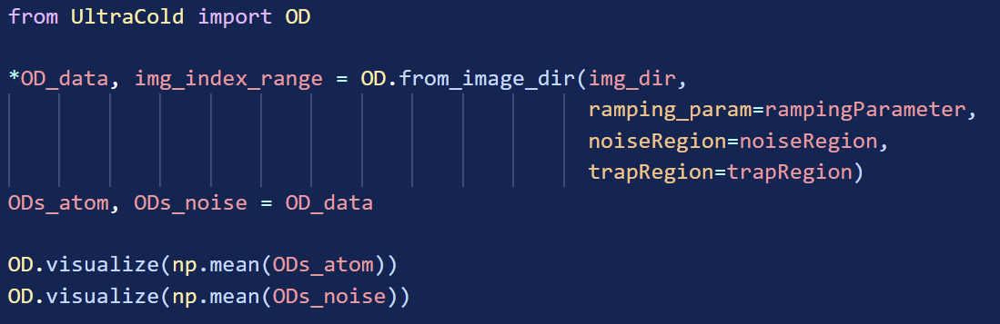 from UltraCold import OD
*OD_data, img_index_range = OD.from_image_dir(img_dir,
ramping_param=rampingParameter,
noiseRegion=noiseRegion,
trapRegion=trapRegion)
ODs_atom, ODs_noise = OD_data
OD.visualize(np.mean(ODs_atom))
OD.visualize(np.mean(ODs_noise))